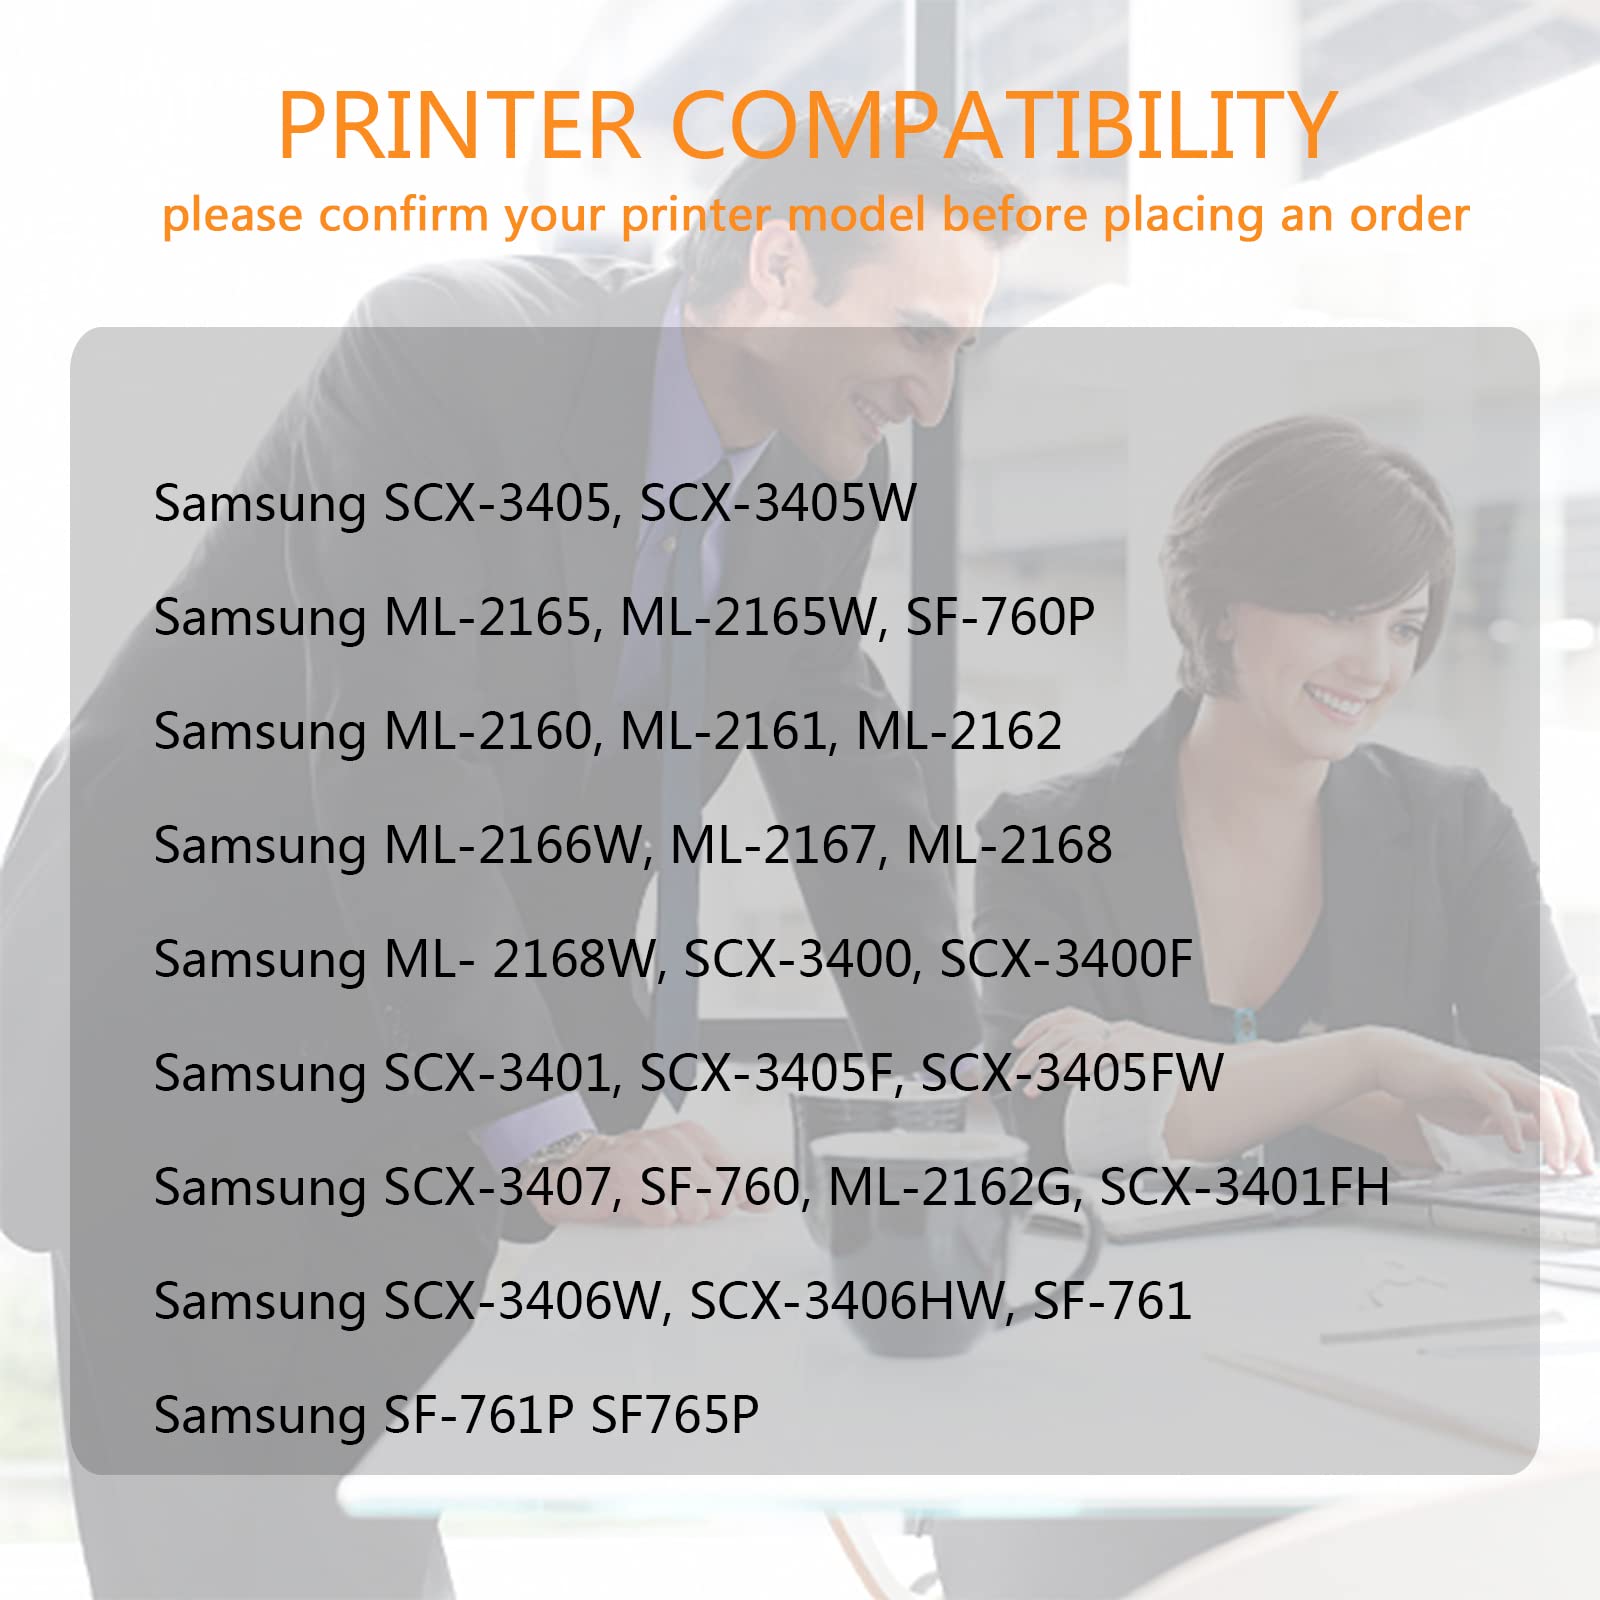 PRINTER COMPATIBILITY
please confirm your printer model before placing an order
Samsung SCX-3405, SCX-3405W
Samsung ML-2165, ML-2165W, SF-760P
Samsung ML-2160, ML-2161, ML-2162
Samsung ML-2166W, ML-2167, ML-2168
Samsung ML- 2168W, SCX-3400, SCX-3400F
Samsung SCX-3401, SCX-3405F, SCX-3405FW
Samsung SCX-3407, SF-760, ML-2162G, SCX-3401FH
Samsung SCX-3406W, SCX-3406HW, SF-761
Samsung SF-761P SF765P